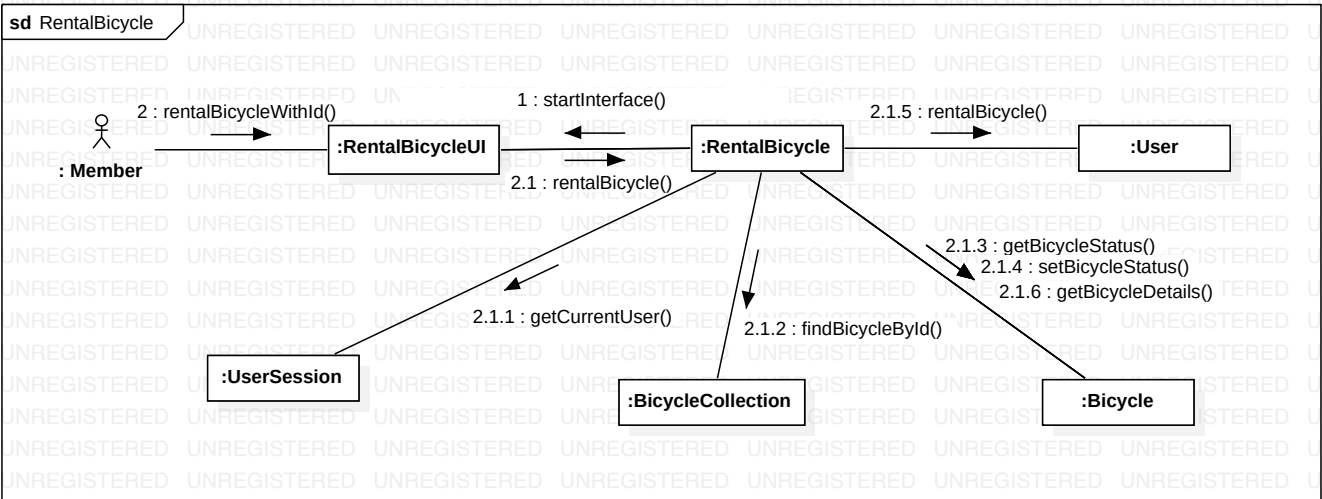 sd RentalBicycle
2 : rentalBicycleWithId()
1 : startInterface()
2.1.5 : rentalBicycle()
: Member
:RentalBicycleUI
:RentalBicycle
:User
2.1 : rentalBicycle()
2.1.3 : getBicycleStatus()
2.1.4 : setBicycleStatus()
2.1.6 : getBicycleDetails()
2.1.1 : getCurrentUser()
2.1.2 : findBicycleById()
:UserSession
:BicycleCollection
:Bicycle
UNREGISTERED